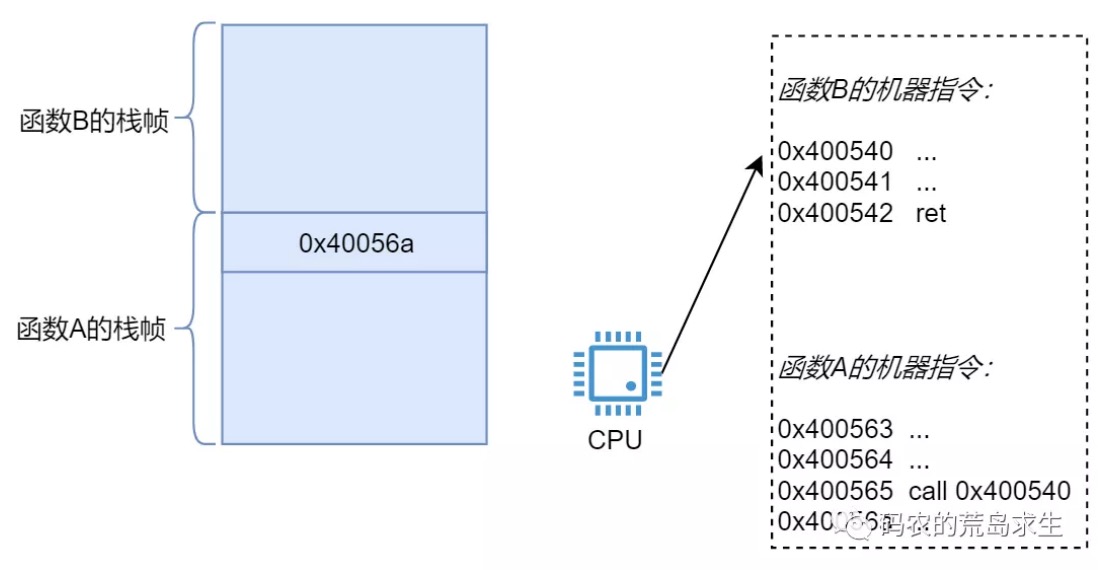 函数B的栈帧
0x40056a
函数A的栈帧
CPU
函数B的机器指令：
0x400540 ...
0x400541 ...
0x400542 ret
函数A的机器指令：
0x400563 ...
0x400564 ...
0x400565 call 0x400540
0x40056a ...
码农的荒岛求生